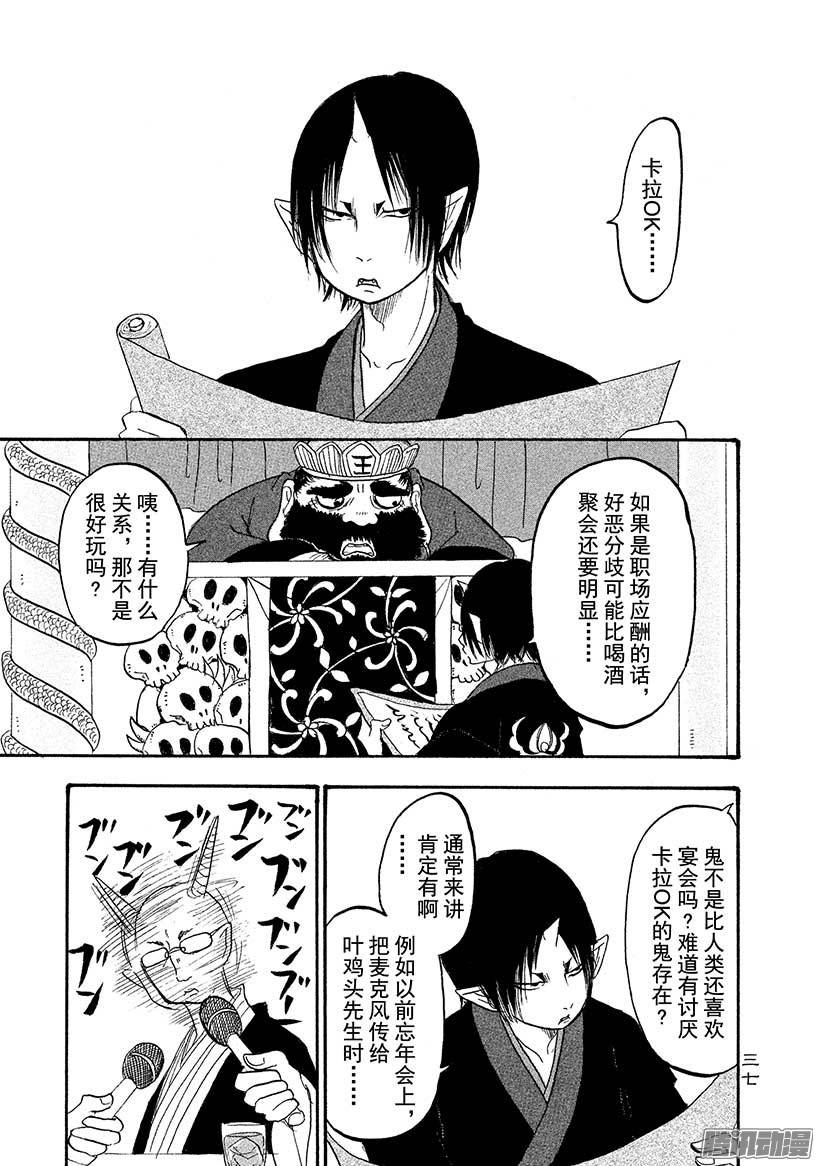 卡拉OK……
如果是职场应酬的话,
好恶分歧可能比喝酒
聚会还要明显……
王
咦……有什么
关系，那不是
很好玩吗？
鬼不是比人类还喜欢
宴会吗？难道有讨厌
卡拉OK的鬼存在？
通常来讲
……
肯定有啊
例如以前忘年会上，
把麦克风传给
叶鸡头先生时……
ブン
ブン
ブン
ブン
ブンブンブンブー
三七
腾讯动漫